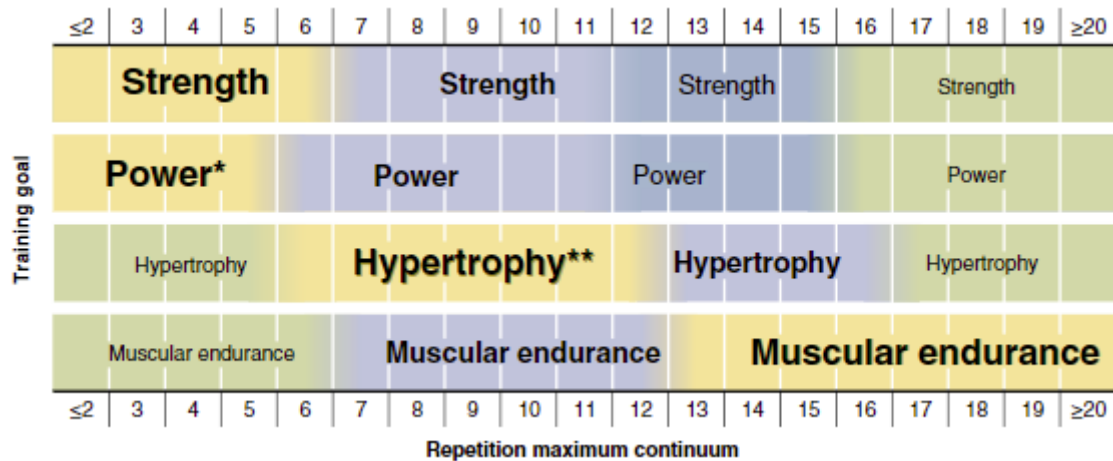 ≤2 3 4 5 6 7 8 9 10 11 12 13 14 15 16 17 18 19 ≥20
Training goal
Strength Strength Strength Strength
Power* Power Power Power
Hypertrophy Hypertrophy** Hypertrophy Hypertrophy
Muscular endurance Muscular endurance Muscular endurance
≤2 3 4 5 6 7 8 9 10 11 12 13 14 15 16 17 18 19 ≥20
Repetition maximum continuum